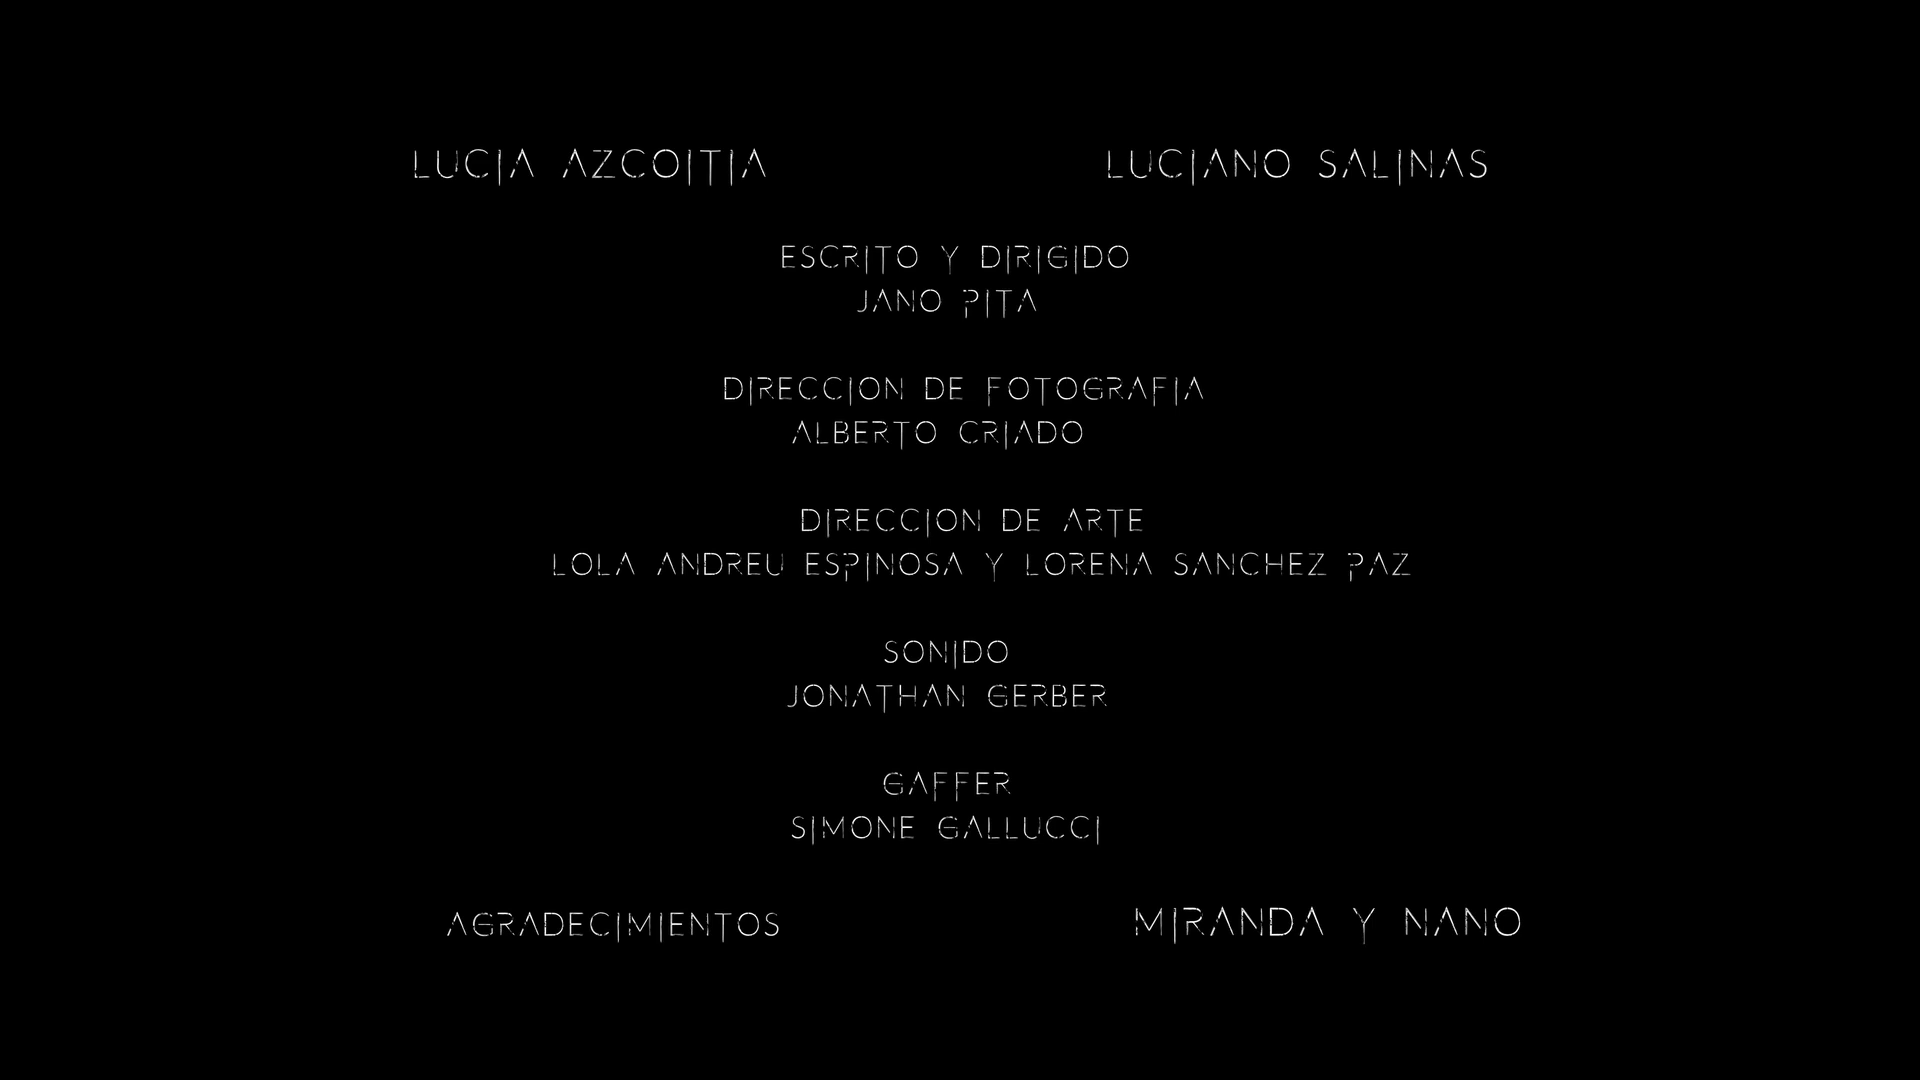 LUCIA AZCOITIA LUCIANO SALINAS
ESCRITO Y DIRIGIDO
JANO PITA
DIRECCION DE FOTOGRAFIA
ALBERTO CRIADO
DIRECCION DE ARTE
LOLA ANDREU ESPINOSA Y LORENA SANCHEZ PAZ
SONIDO
JONATHAN GERBER
GAFFER
SIMONE GALLUCCI
AGRADECIMIENTOS MIRANDA Y NANO